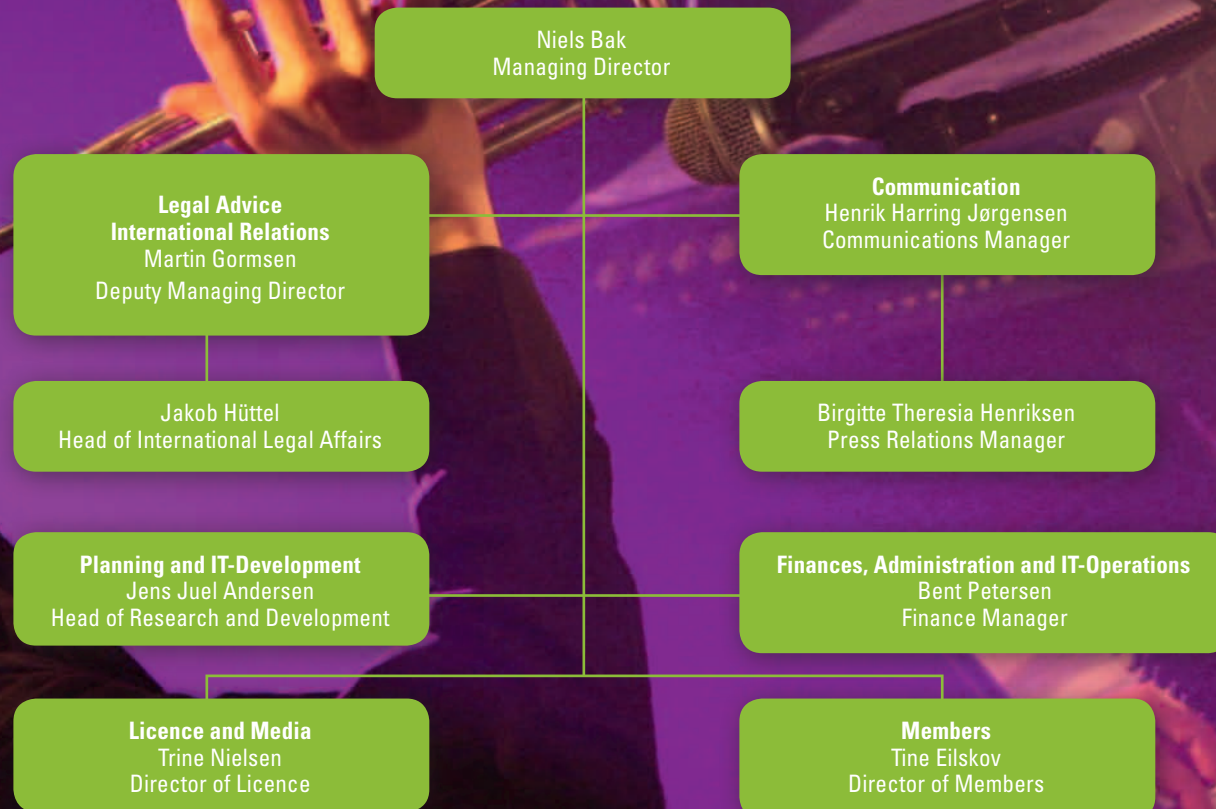 Niels Bak
Managing Director
Legal Advice
International Relations
Martin Gormsen
Deputy Managing Director
Communication
Henrik Harring Jørgensen
Communications Manager
Jakob Hüttel
Head of International Legal Affairs
Birgitte Theresia Henriksen
Press Relations Manager
Planning and IT-Development
Jens Juel Andersen
Head of Research and Development
Finances, Administration and IT-Operations
Bent Petersen
Finance Manager
Licence and Media
Trine Nielsen
Director of Licence
Members
Tine Eilskov
Director of Members